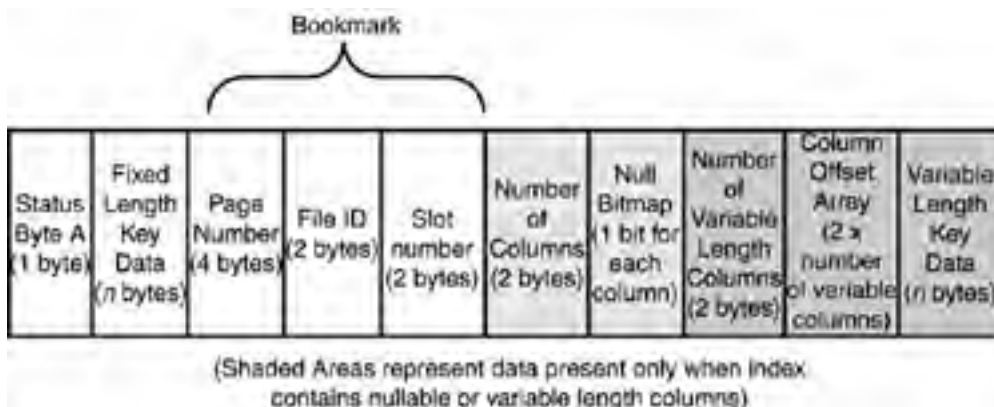 Bookmark
Status
Byte A
(1 byte)
Fixed
Length
Key
Data
(n bytes)
Page
Number
(4 bytes)
File ID
(2 bytes)
Slot
number
(2 bytes)
Number
of
Columns
(2 bytes)
Null
Bitmap
(1 bit for
each
column)
Number
of
Variable
Length
Columns
(2 bytes)
Column
Offset
Array
(2 x
number
of variable
columns)
Variable
Length
Key
Data
(n bytes)
(Shaded Areas represent data present only when index
contains nullable or variable length columns)